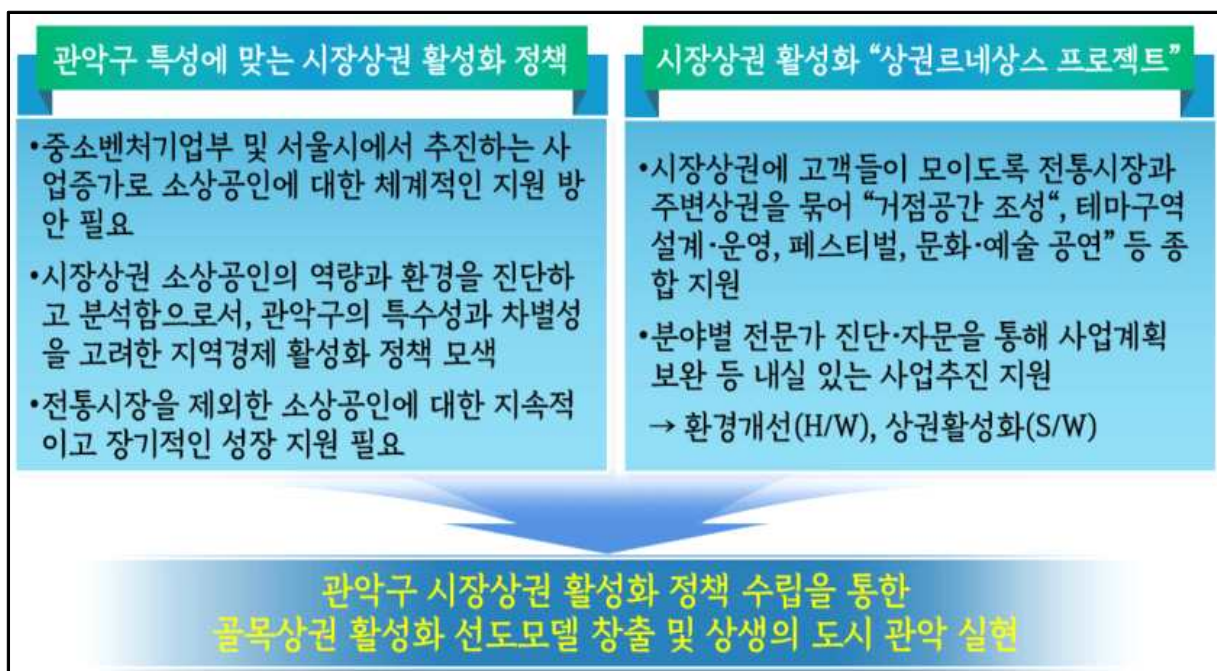 관악구 특성에 맞는 시장상권 활성화 정책
•중소벤처기업부 및 서울시에서 추진하는 사
업증가로 소상공인에 대한 체계적인 지원 방
안 필요
•시장상권 소상공인의 역량과 환경을 진단하
고 분석함으로서, 관악구의 특수성과 차별성
을 고려한 지역경제 활성화 정책 모색
•전통시장을 제외한 소상공인에 대한 지속적
이고 장기적인 성장 지원 필요
시장상권 활성화 “상권르네상스 프로젝트”
•시장상권에 고객들이 모이도록 전통시장과
주변상권을 묶어 “거점공간 조성“, 테마구역
설계·운영, 페스티벌, 문화·예술 공연” 등 종
합 지원
•분야별 전문가 진단·자문을 통해 사업계획
보완 등 내실 있는 사업추진 지원
→ 환경개선(H/W), 상권활성화(S/W)
관악구 시장상권 활성화 정책 수립을 통한
골목상권 활성화 선도모델 창출 및 상생의 도시 관악 실현